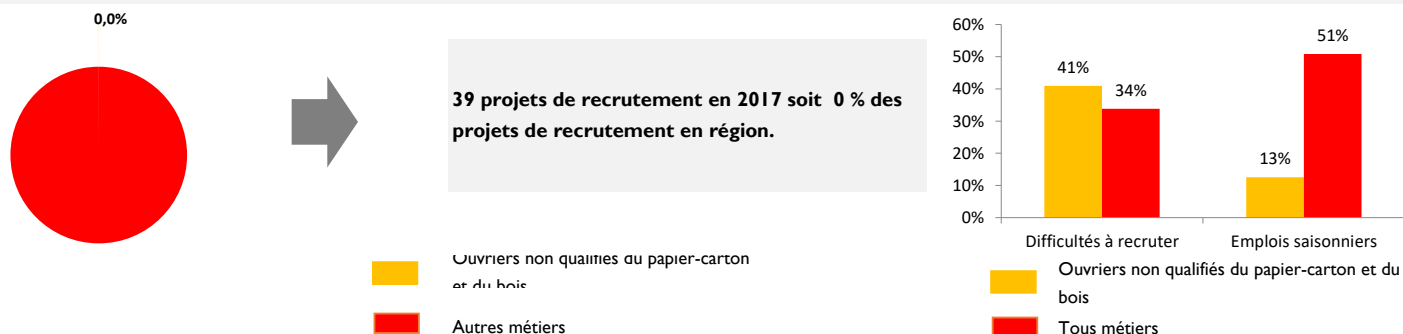 0,0%
39 projets de recrutement en 2017 soit 0 % des
projets de recrutement en région.
Ouvriers non qualifiés du papier-carton
et du bois
Autres métiers
60%
50%
40%
30%
20%
10%
0%
41%
34%
13%
51%
Difficultés à recruter
Emplois saisonniers
Ouvriers non qualifiés du papier-carton et du
bois
Tous métiers